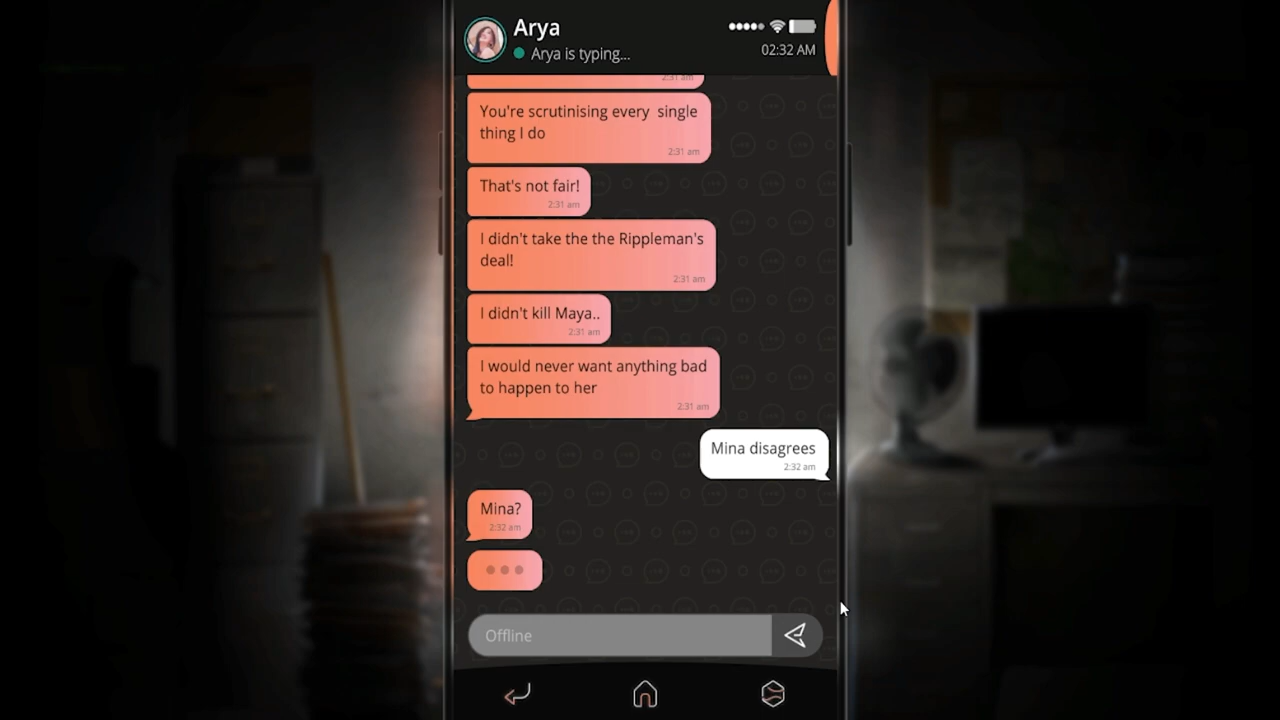 Arya
Arya is typing...
02:32 AM
2:31 am
You're scrutinising every  single
thing I do
2:31 am
That's not fair!
2:31 am
I didn't take the the Rippleman's
deal!
2:31 am
I didn't kill Maya..
2:31 am
I would never want anything bad
to happen to her
2:31 am
Mina disagrees
2:32 am
Mina?
2:32 am
Offline